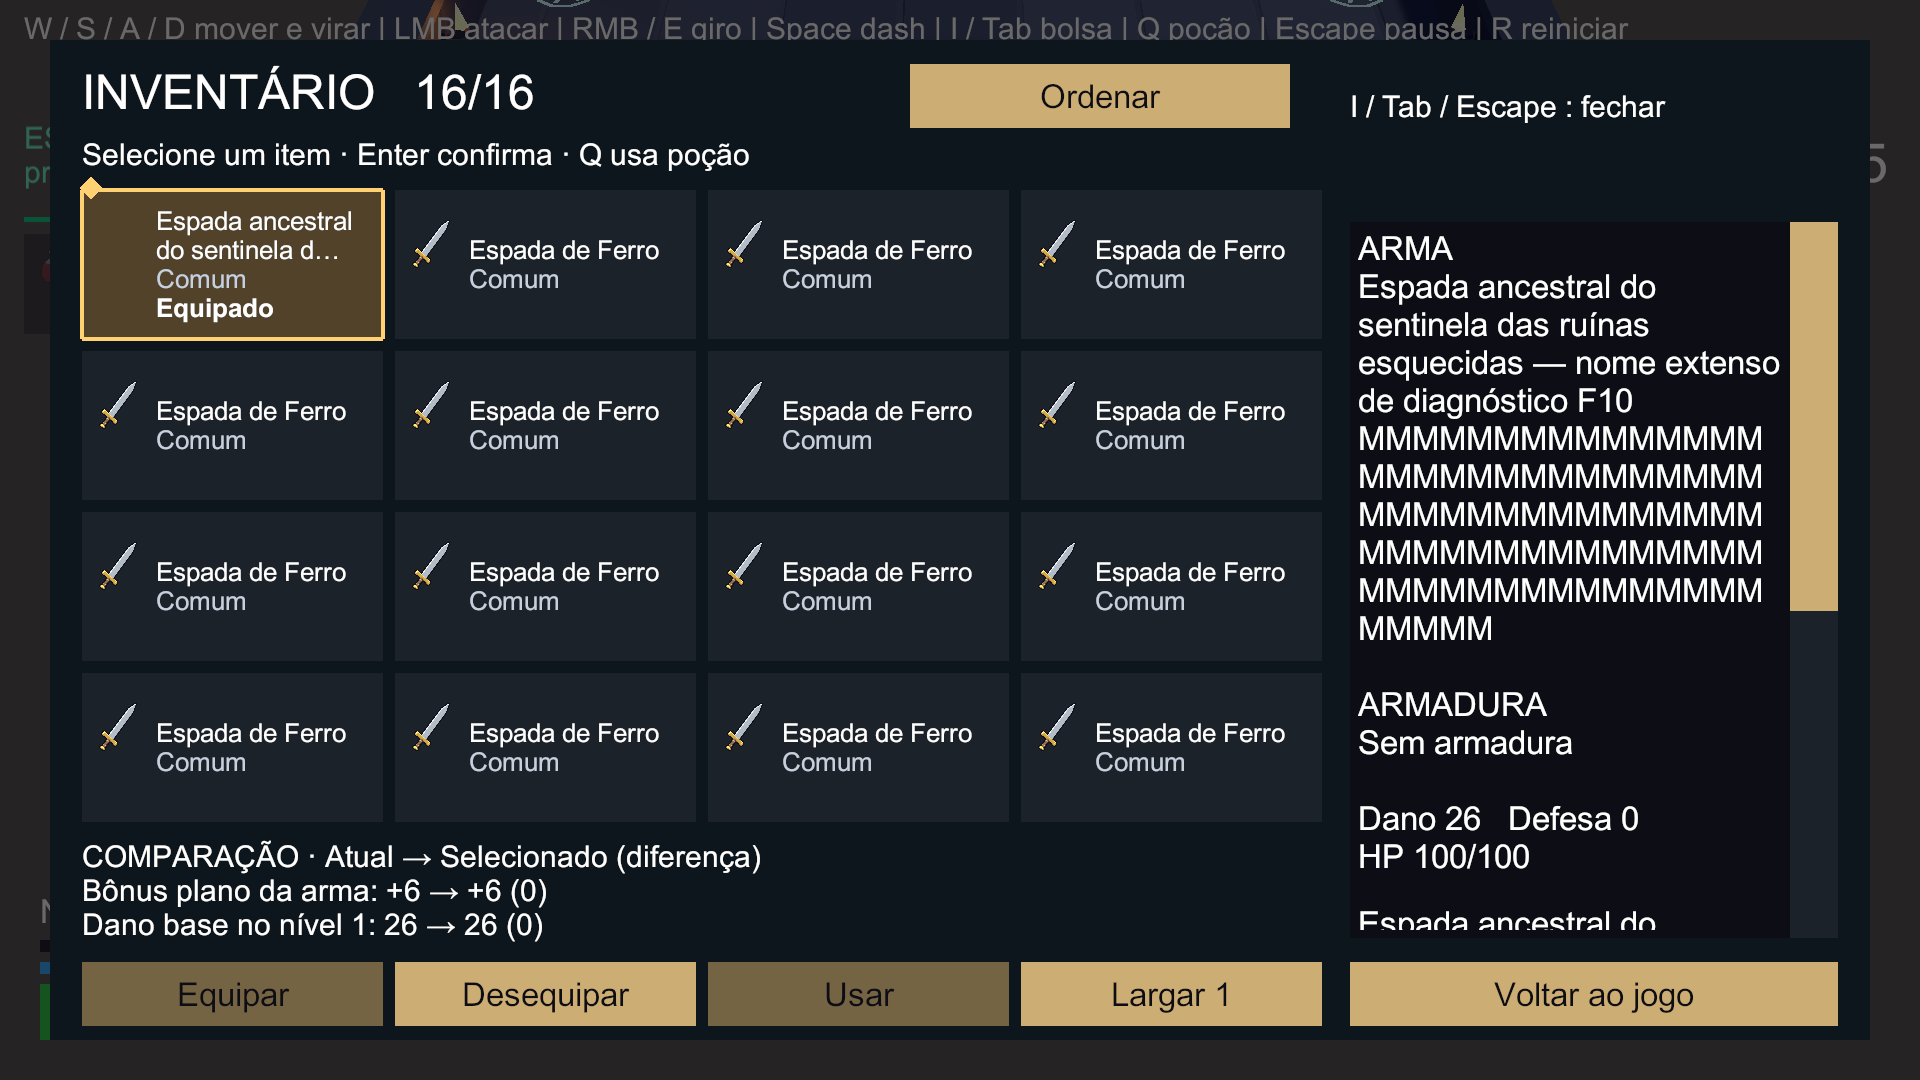 W / S / A / D mover e virar | LMB atacar | RMB / E giro | Space dash | I / Tab bolsa | Q poção | Escape pausa | R reiniciar
INVENTÁRIO 16/16
Ordenar
I / Tab / Escape : fechar
Selecione um item · Enter confirma · Q usa poção
Espada ancestral
do sentinela d…
Comum
Equipado
Espada de Ferro
Comum
Espada de Ferro
Comum
Espada de Ferro
Comum
Espada de Ferro
Comum
Espada de Ferro
Comum
Espada de Ferro
Comum
Espada de Ferro
Comum
Espada de Ferro
Comum
Espada de Ferro
Comum
Espada de Ferro
Comum
Espada de Ferro
Comum
Espada de Ferro
Comum
Espada de Ferro
Comum
Espada de Ferro
Comum
Espada de Ferro
Comum
ARMA
Espada ancestral do
sentinela das ruínas
esquecidas — nome extenso
de diagnóstico F10
MMMMMMMMMMMMMMM
MMMMMMMMMMMMMMM
MMMMMMMMMMMMMMM
MMMMMMMMMMMMMMM
MMMMMMMMMMMMMMM
MMMMM
ARMADURA
Sem armadura
Dano 26 Defesa 0
HP 100/100
Espada ancestral do
COMPARAÇÃO · Atual → Selecionado (diferença)
Bônus plano da arma: +6 → +6 (0)
Dano base no nível 1: 26 → 26 (0)
Equipar
Desequipar
Usar
Largar 1
Voltar ao jogo